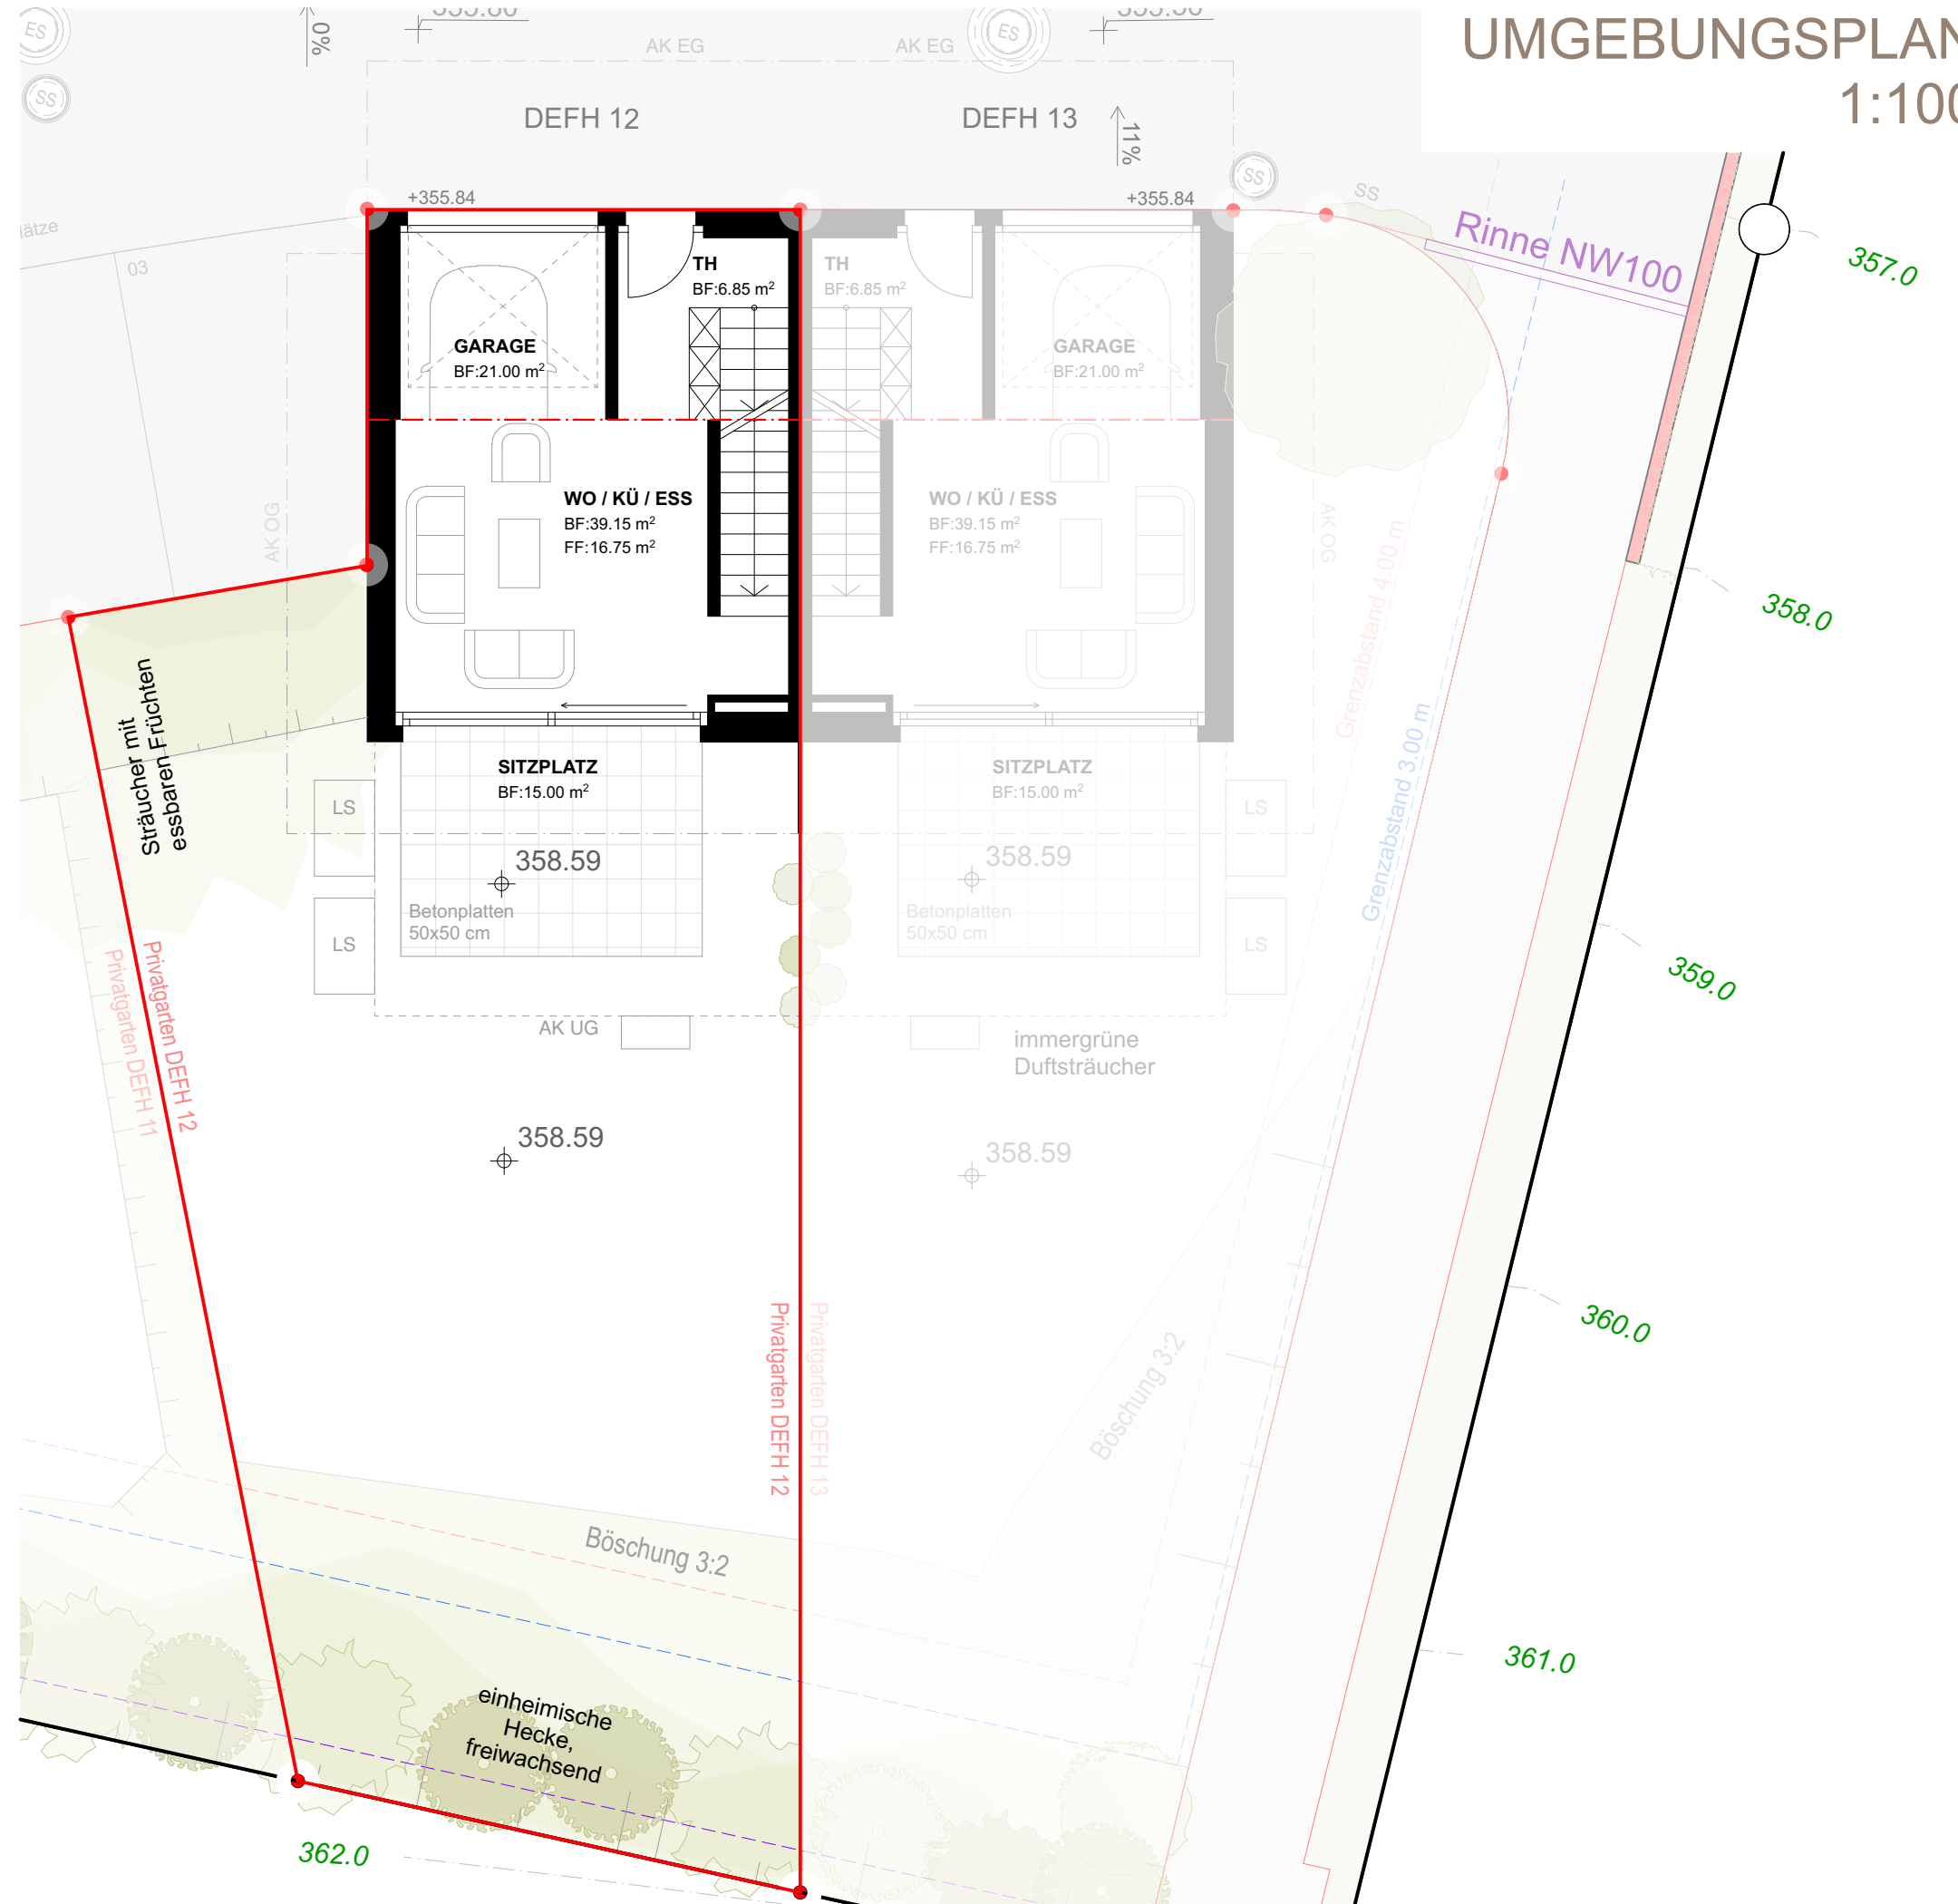 UMGEBUNGSPLAN
1:100
ES
0%
AK EG
AK EG
ES
SS
DEFH 12
DEFH 13
11%
SS
SS
+355.84
+355.84
Rinne NW100
357.0
03
TH
BF:6.85 m²
TH
BF:6.85 m²
GARAGE
BF:21.00 m²
GARAGE
BF:21.00 m²
AK OG
WO / KÜ / ESS
BF:39.15 m²
FF:16.75 m²
WO / KÜ / ESS
BF:39.15 m²
FF:16.75 m²
AK OG
Grenzabstand 4.00 m
358.0
Sträucher mit
essbaren Früchten
SITZPLATZ
BF:15.00 m²
SITZPLATZ
BF:15.00 m²
Grenzabstand 3.00 m
LS
LS
358.59
358.59
Betonplatten
50x50 cm
Betonplatten
50x50 cm
LS
LS
359.0
Privatgarten DEFH 12
Privatgarten DEFH 11
AK UG
immergrüne
Duftsträucher
358.59
358.59
360.0
Privatgarten DEFH 12
Privatgarten DEFH 13
Böschung 3:2
Böschung 3:2
361.0
einheimische
Hecke,
freiwachsend
362.0